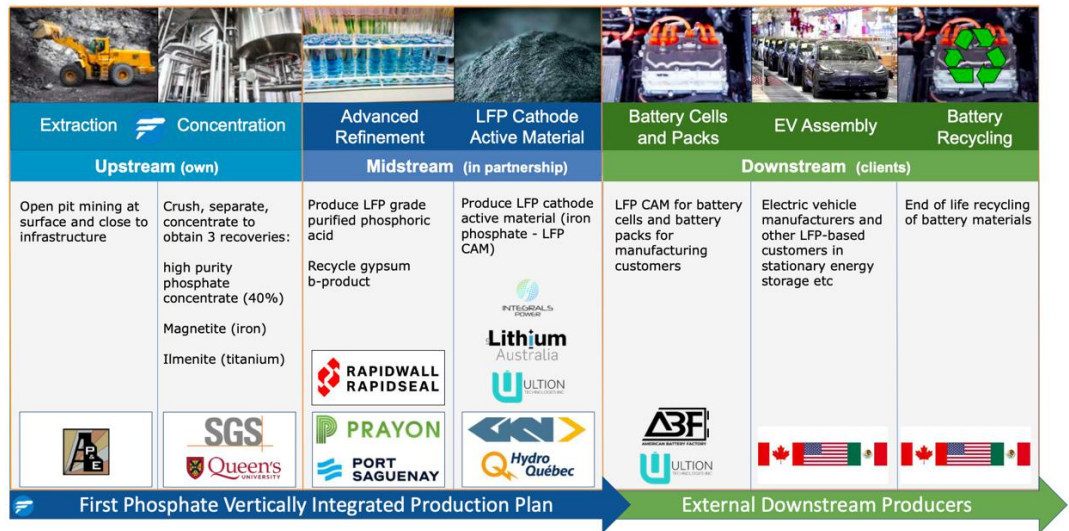 Extraction
Concentration
Advanced
Refinement
LFP Cathode
Active Material
Battery Cells
and Packs
EV Assembly
Battery
Recycling
Upstream (own)
Midstream (in partnership)
Downstream (clients)
Open pit mining at
surface and close to
infrastructure
Crush, separate,
concentrate to
obtain 3 recoveries:
high purity
phosphate
concentrate (40%)
Magnetite (iron)
Ilmenite (titanium)
Produce LFP grade
purified phosphoric
acid
Recycle gypsum
b-product
Produce LFP cathode
active material (iron
phosphate - LFP
CAM)
LFP CAM for battery
cells and battery
packs for
manufacturing
customers
Electric vehicle
manufacturers and
other LFP-based
customers in
stationary energy
storage etc
End of life recycling
of battery materials
INTEGRALS
POWER
Lithium
Australia
ULTION
TECHNOLOGIES INC
RAPIDWALL
RAPIDSEAL
A P&E
SGS
Queen's
UNIVERSITY
PRAYON
PORT
SAGUENAY
GKN
Hydro
Québec
ABF
AMERICAN BATTERY FACTORY
ULTION
TECHNOLOGIES INC
First Phosphate Vertically Integrated Production Plan
External Downstream Producers